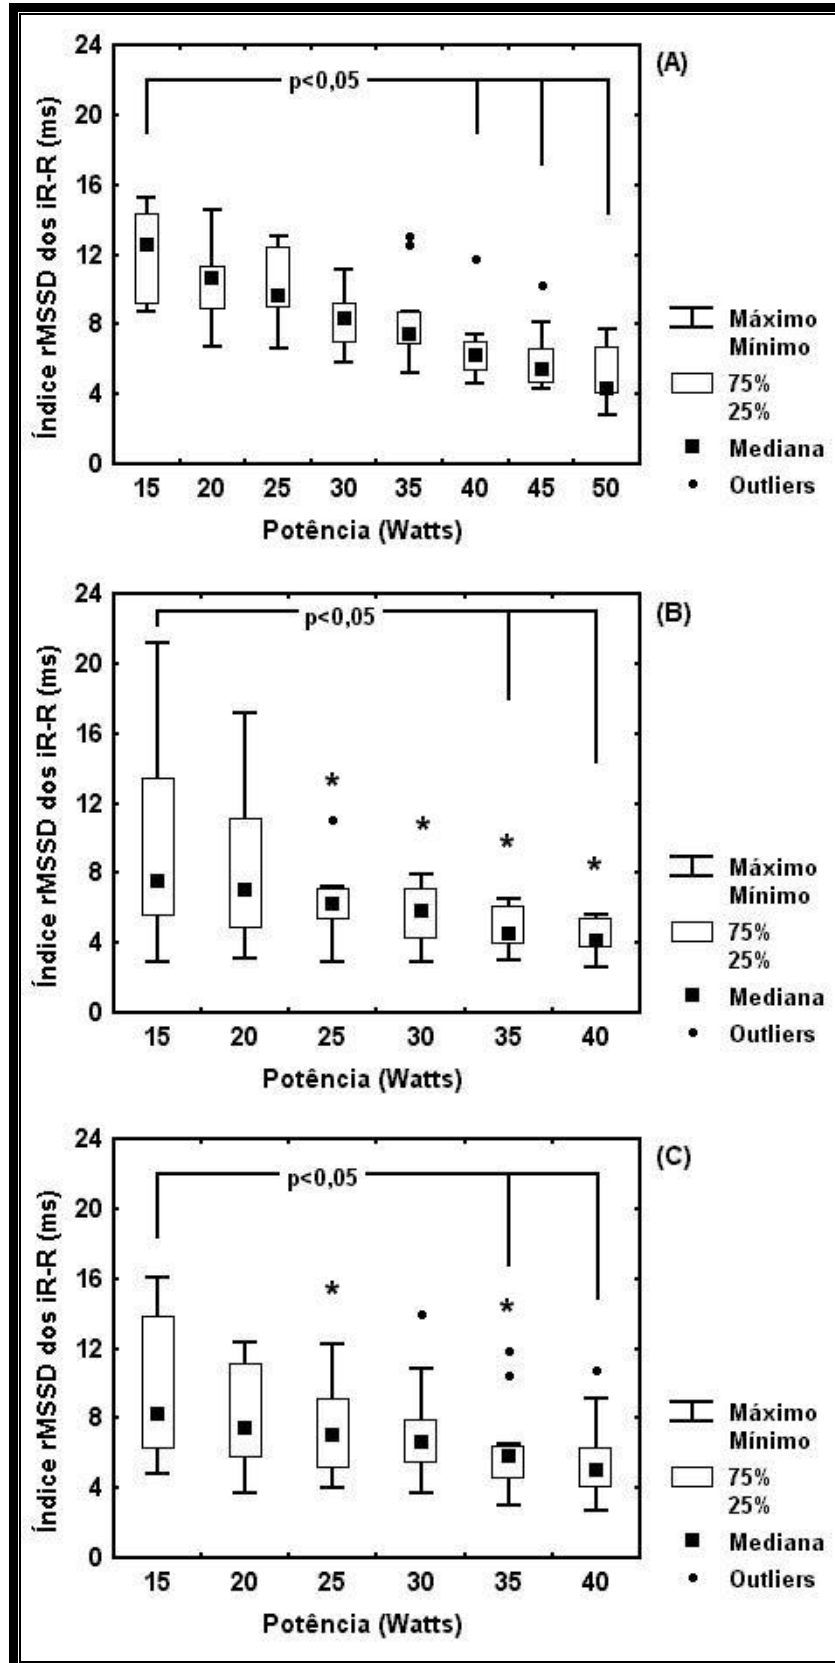 24
20
16
12
8
4
0
Índice rMSSD dos iR-R (ms)
p<0,05
(A)
Máximo
Mínimo
75%
25%
Mediana
Outliers
15 20 25 30 35 40 45 50
Potência (Watts)
24
20
16
12
8
4
0
Índice rMSSD dos iR-R (ms)
p<0,05
(B)
*
*
*
*
Máximo
Mínimo
75%
25%
Mediana
Outliers
15 20 25 30 35 40
Potência (Watts)
24
20
16
12
8
4
0
Índice rMSSD dos iR-R (ms)
p<0,05
(C)
*
*
Máximo
Mínimo
75%
25%
Mediana
Outliers
15 20 25 30 35 40
Potência (Watts)